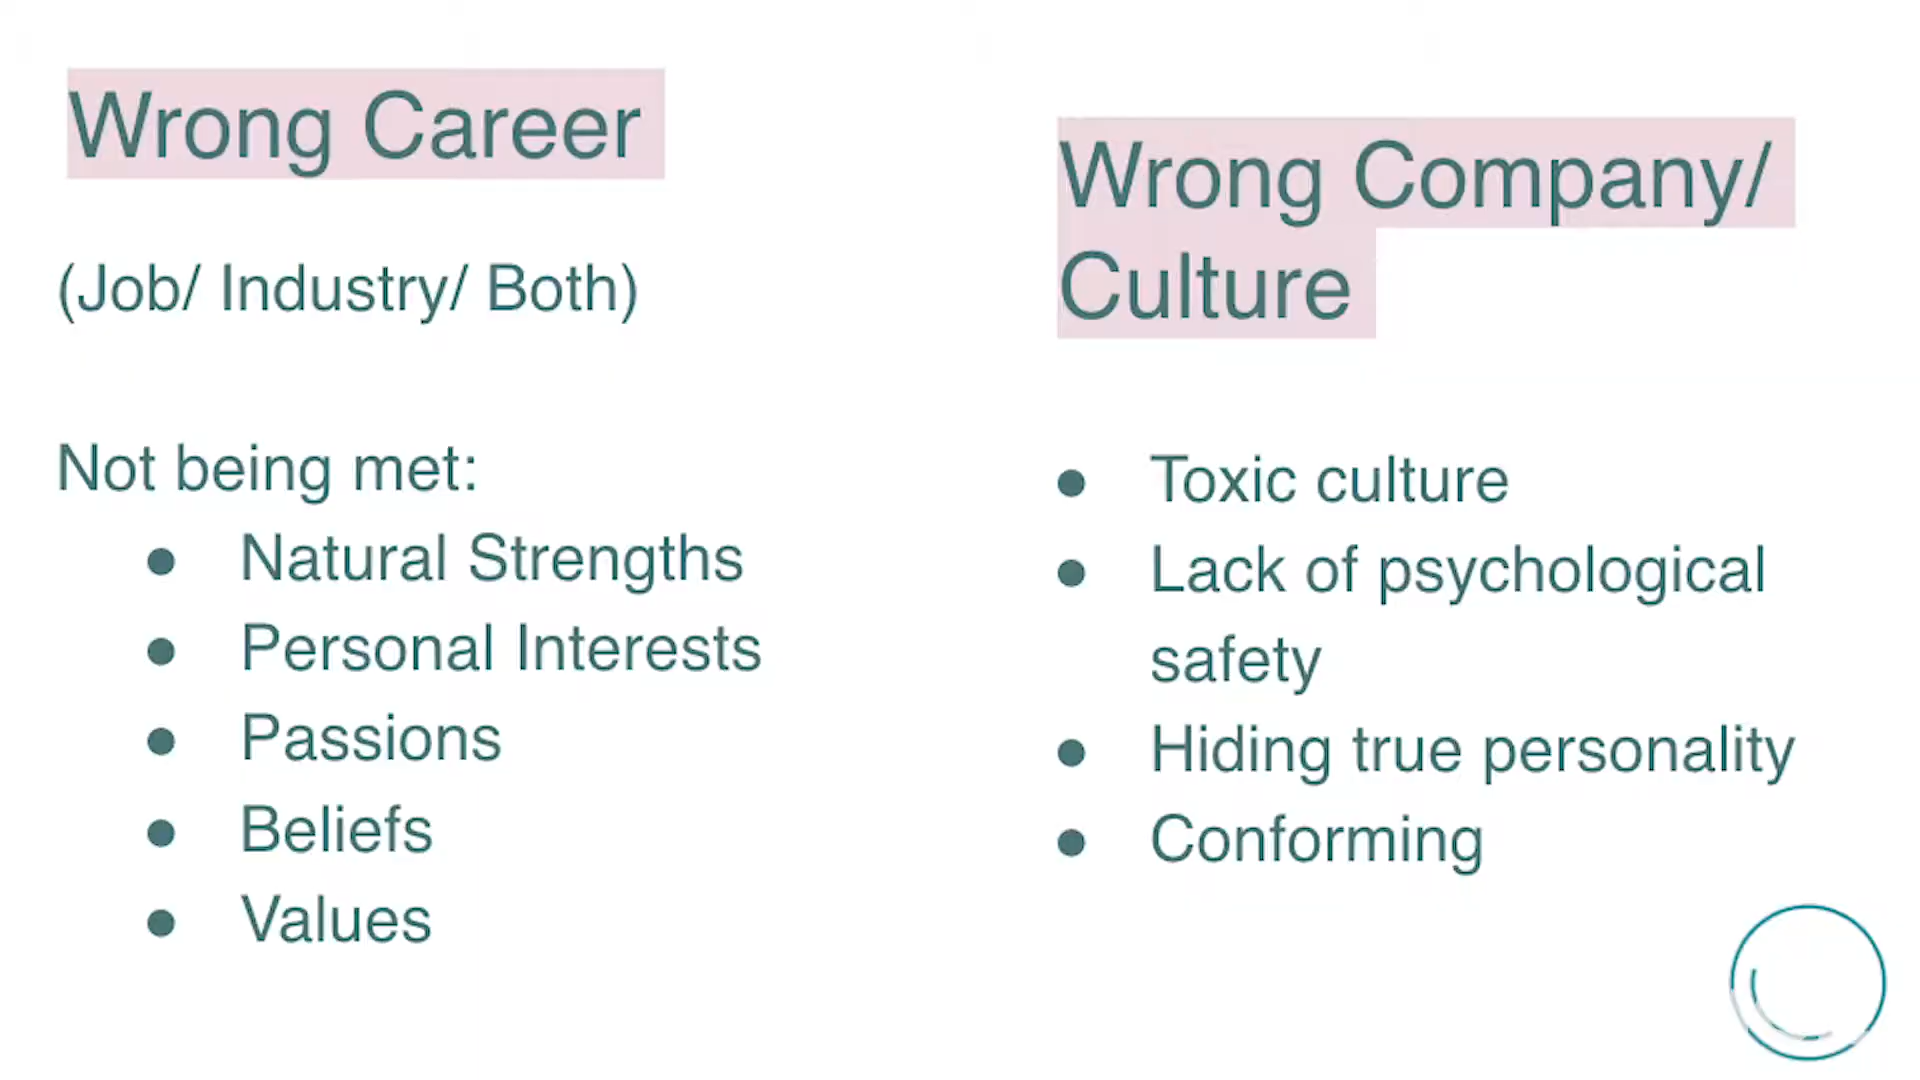 Wrong Career
(Job/ Industry/ Both)
Not being met:
● Natural Strengths
● Personal Interests
● Passions
● Beliefs
● Values
Wrong Company/
Culture
● Toxic culture
● Lack of psychological
safety
● Hiding true personality
● Conforming